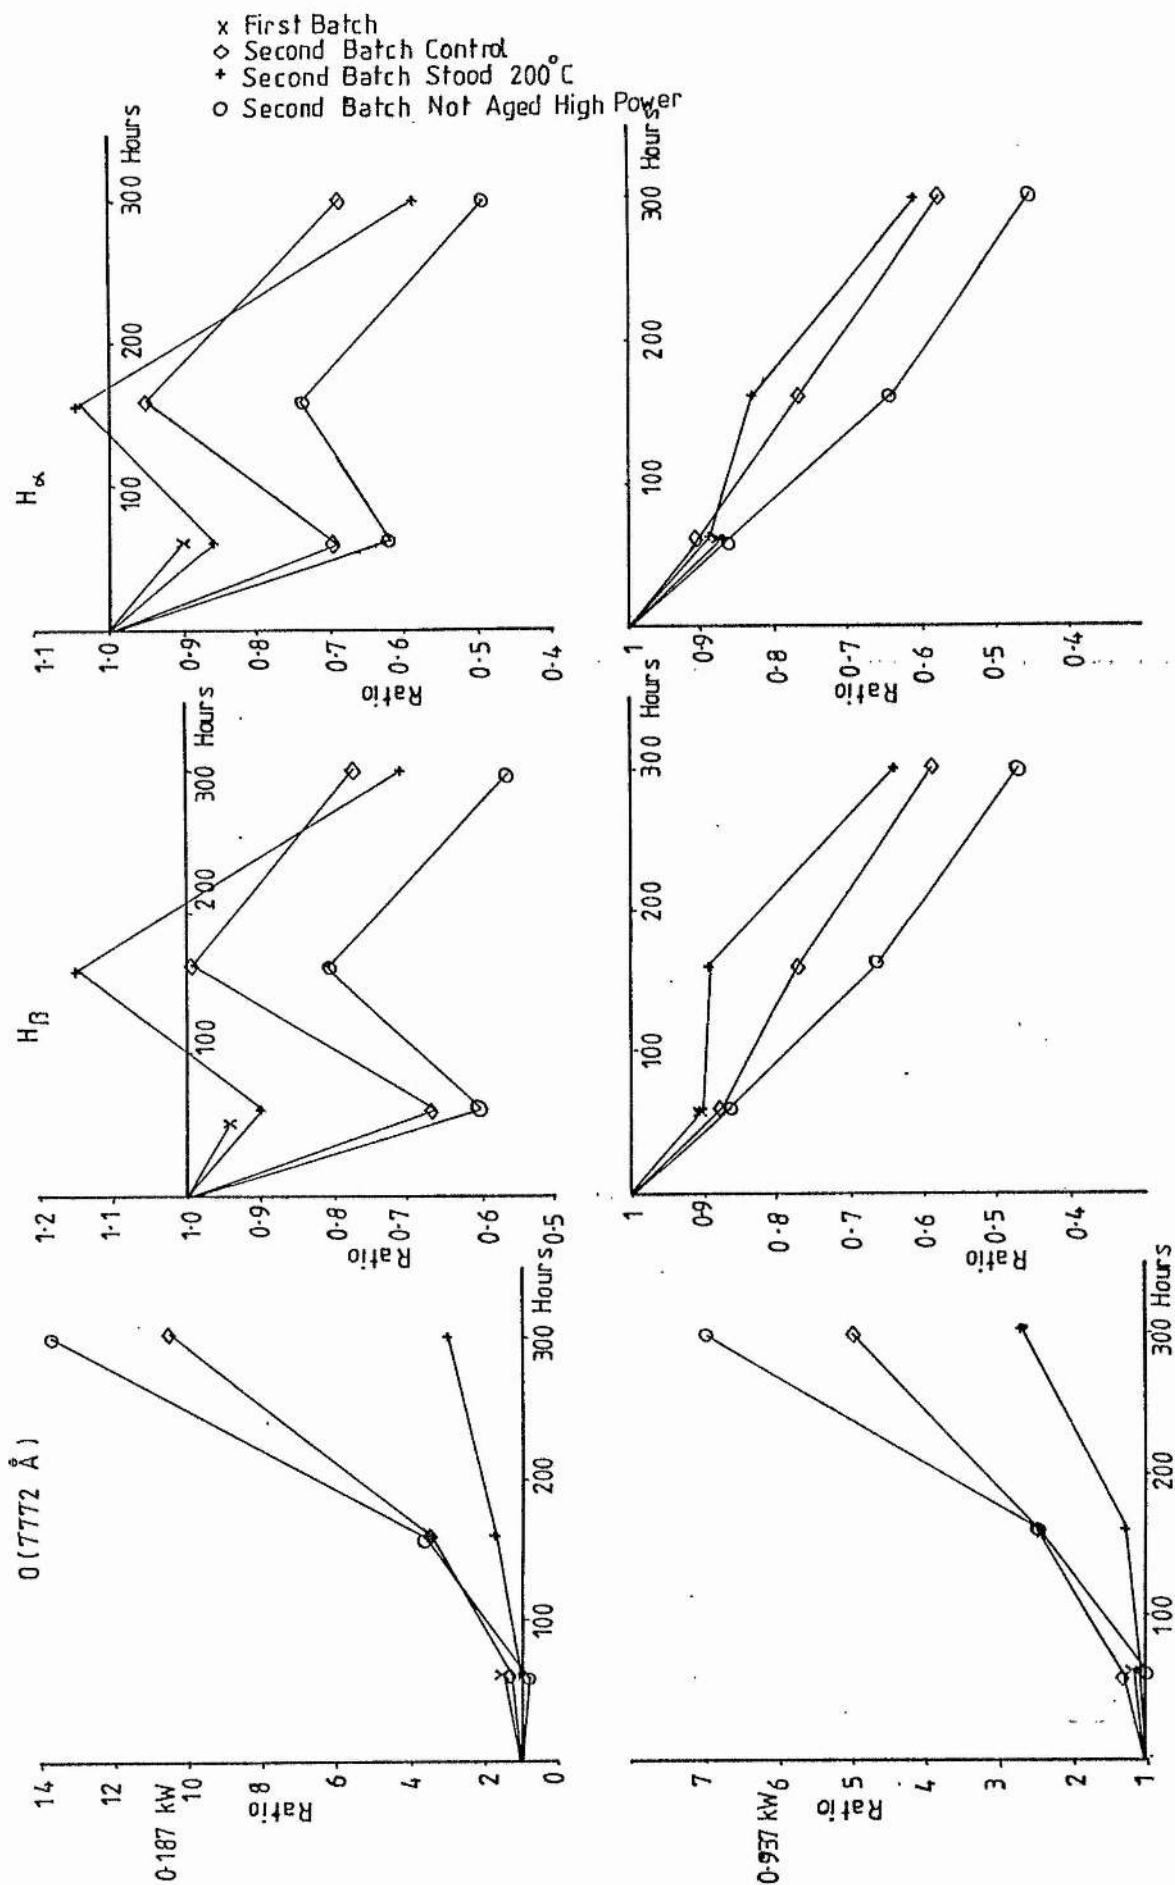 x First Batch
◇ Second Batch Control
+ Second Batch Stood 200°C
○ Second Batch Not Aged High Power
O (7772 Å)
0·187 kW
Ratio
14
12
10
8
6
4
2
0
100
200
300 Hours
Hβ
Ratio
1·2
1·1
1·0
0·9
0·8
0·7
0·6
0·5
100
200
300 Hours
Hα
Ratio
1·1
1·0
0·9
0·8
0·7
0·6
0·5
0·4
100
200
300 Hours
0·937 kW
Ratio
7
6
5
4
3
2
1
100
200
300 Hours
Ratio
1
0·9
0·8
0·7
0·6
0·5
0·4
100
200
300 Hours
Ratio
1
0·9
0·8
0·7
0·6
0·5
0·4
100
200
300 Hours